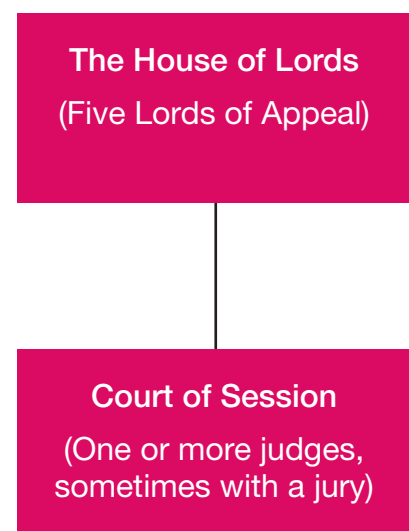 The House of Lords
(Five Lords of Appeal)
Court of Session
(One or more judges,
sometimes with a jury)